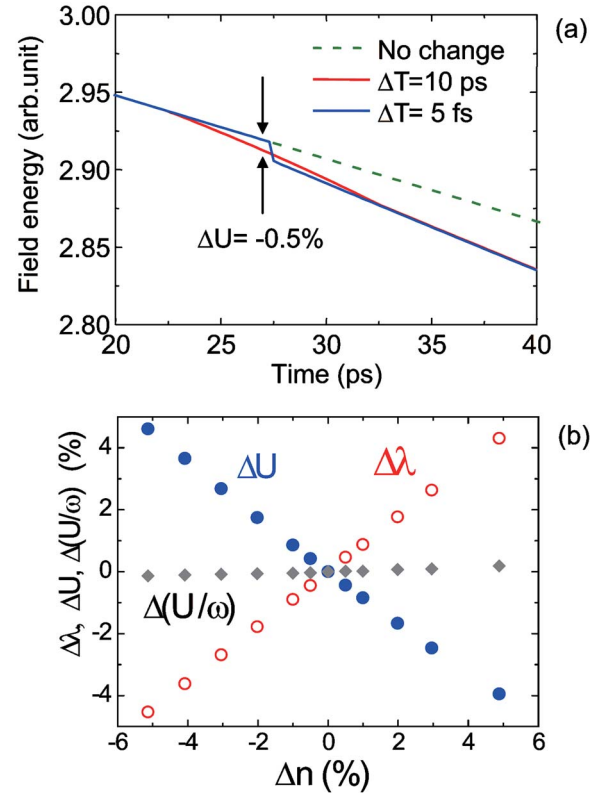 3.00
(a)
No change
ΔT=10 ps
ΔT= 5 fs
2.95
2.90
2.85
2.80
ΔU= -0.5%
Field energy (arb.unit)
20 25 30 35 40
Time (ps)
(b)
4
2
0
-2
-4
ΔU
Δλ
Δ(U/ω)
Δλ, ΔU, Δ(U/ω) (%)
-6 -4 -2 0 2 4 6
Δn (%)